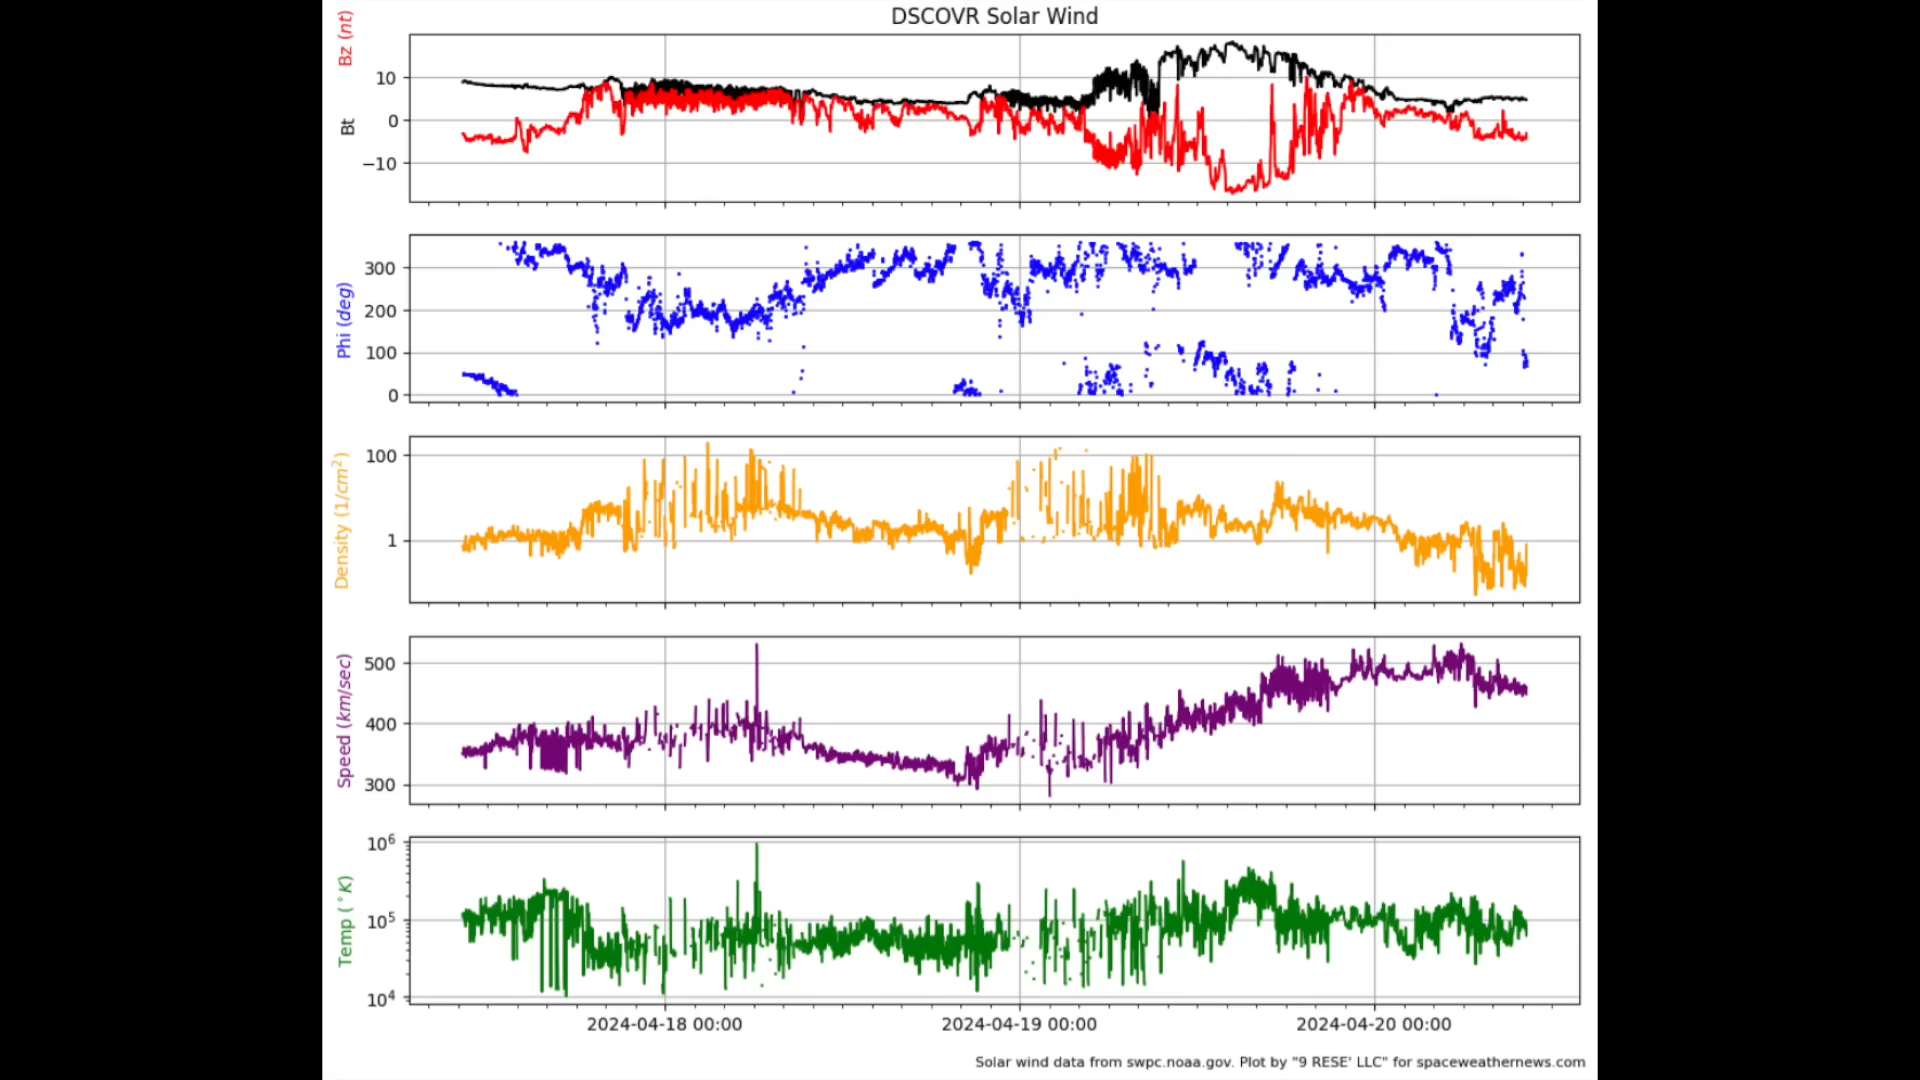 DSCOVR Solar Wind
Bz (nt)
Bt
10
0
−10
Phi (deg)
300
200
100
0
Density (1/cm²)
100
1
Speed (km/sec)
500
400
300
Temp (°K)
10⁶
10⁵
10⁴
2024-04-18 00:00 2024-04-19 00:00 2024-04-20 00:00
Solar wind data from swpc.noaa.gov. Plot by "9 RESE' LLC" for spaceweathernews.com